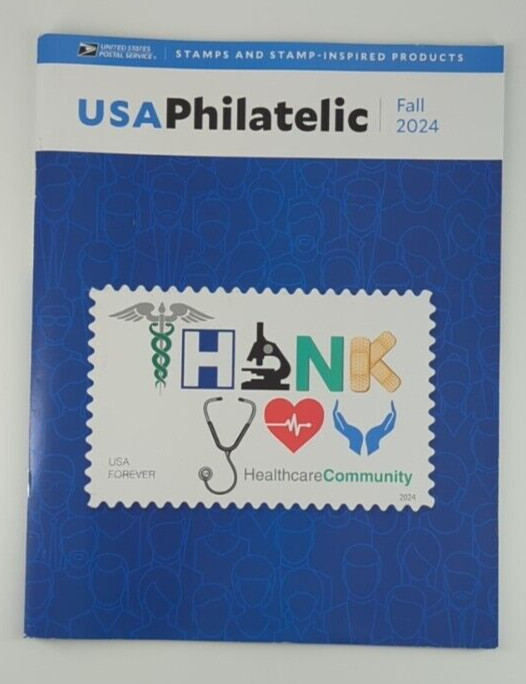 UNITED STATES
POSTAL SERVICE®
STAMPS AND STAMP-INSPIRED PRODUCTS
USAPhilatelic
Fall
2024
THANK
YOU
USA
FOREVER
HealthcareCommunity
2024